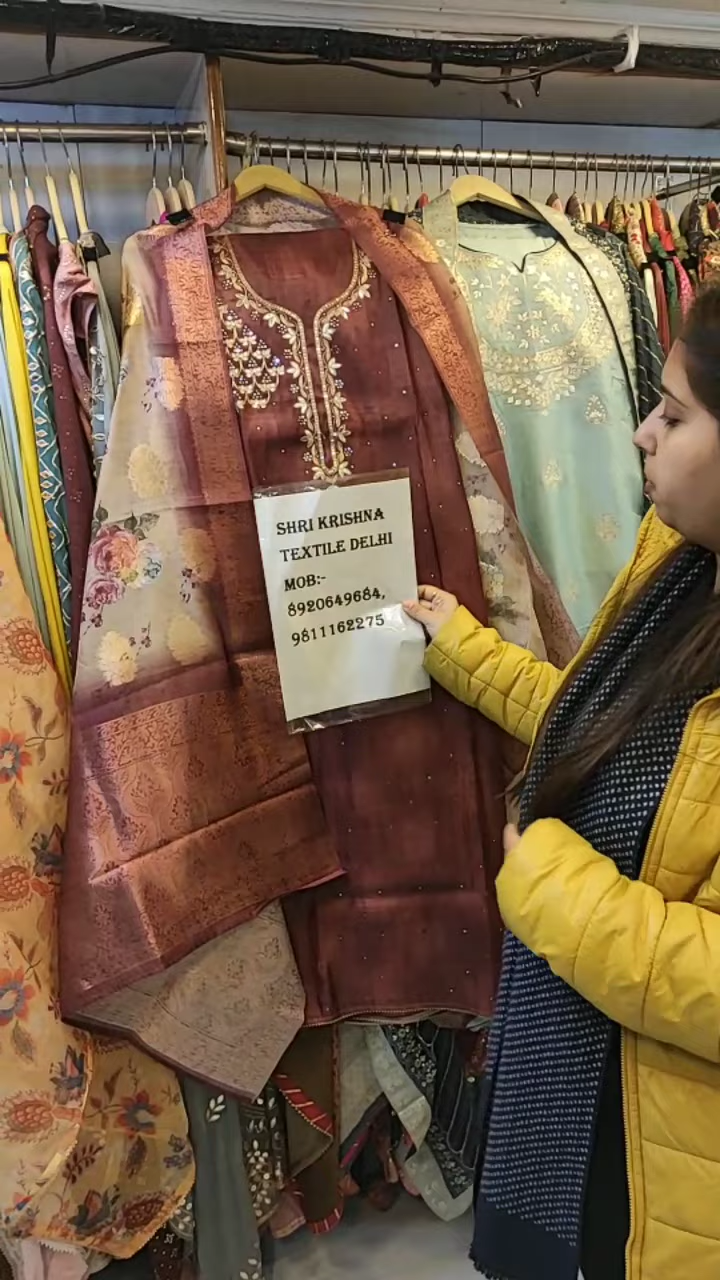 SHRI KRISHNA
TEXTILE DELHI
MOB:-
8920649684,
9811162275